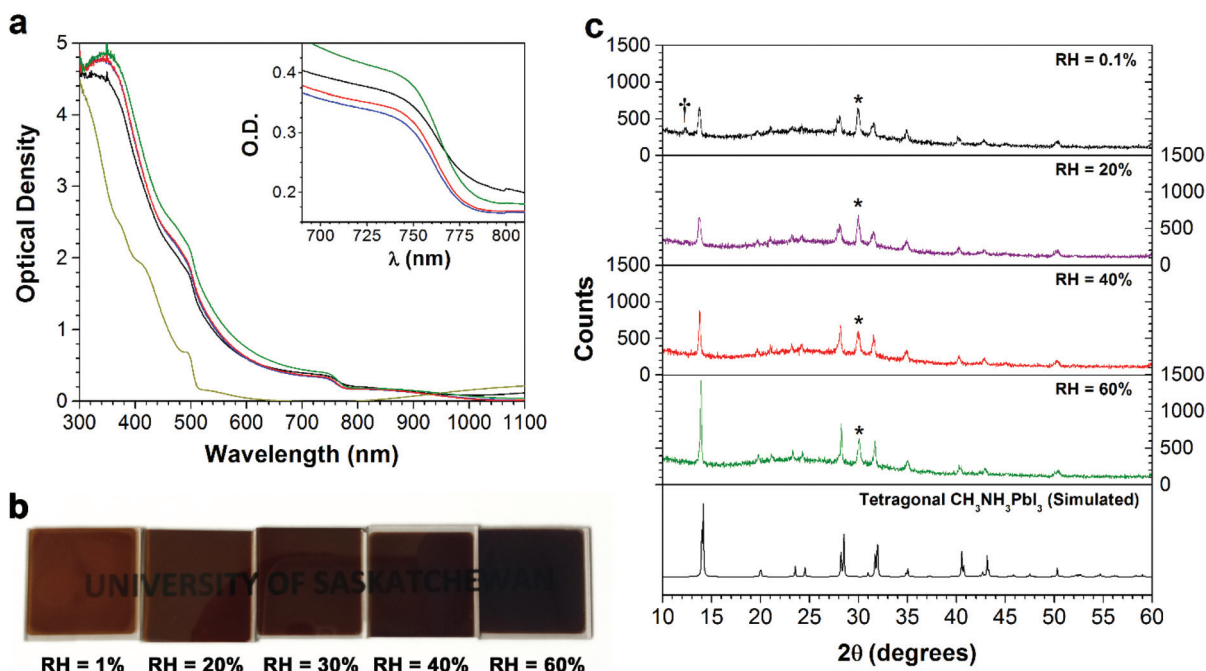 a
5
4
3
2
1
0
300 400 500 600 700 800 900 1000 1100
Wavelength (nm)
Optical Density
0.4
0.3
0.2
O.D.
700 725 750 775 800
λ (nm)
b
UNIVERSITY OF SASKATCHEWAN
RH = 1% RH = 20% RH = 30% RH = 40% RH = 60%
c
1500
1000
500
0
RH = 0.1%
†
*
1500
1000
500
0
RH = 20%
*
1500
1000
500
0
RH = 40%
*
1500
1000
500
0
RH = 60%
*
Counts
Tetragonal CH₃NH₃PbI₃ (Simulated)
10 15 20 25 30 35 40 45 50 55 60
2θ (degrees)